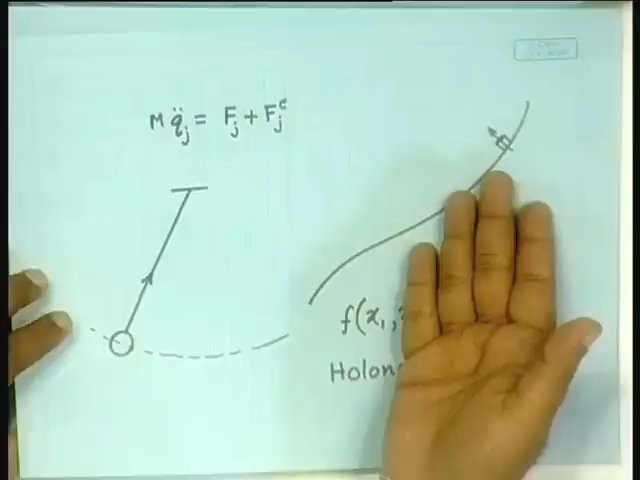 M q̈ⱼ = Fⱼ + Fⱼᶜ
f(x₁,
Holon